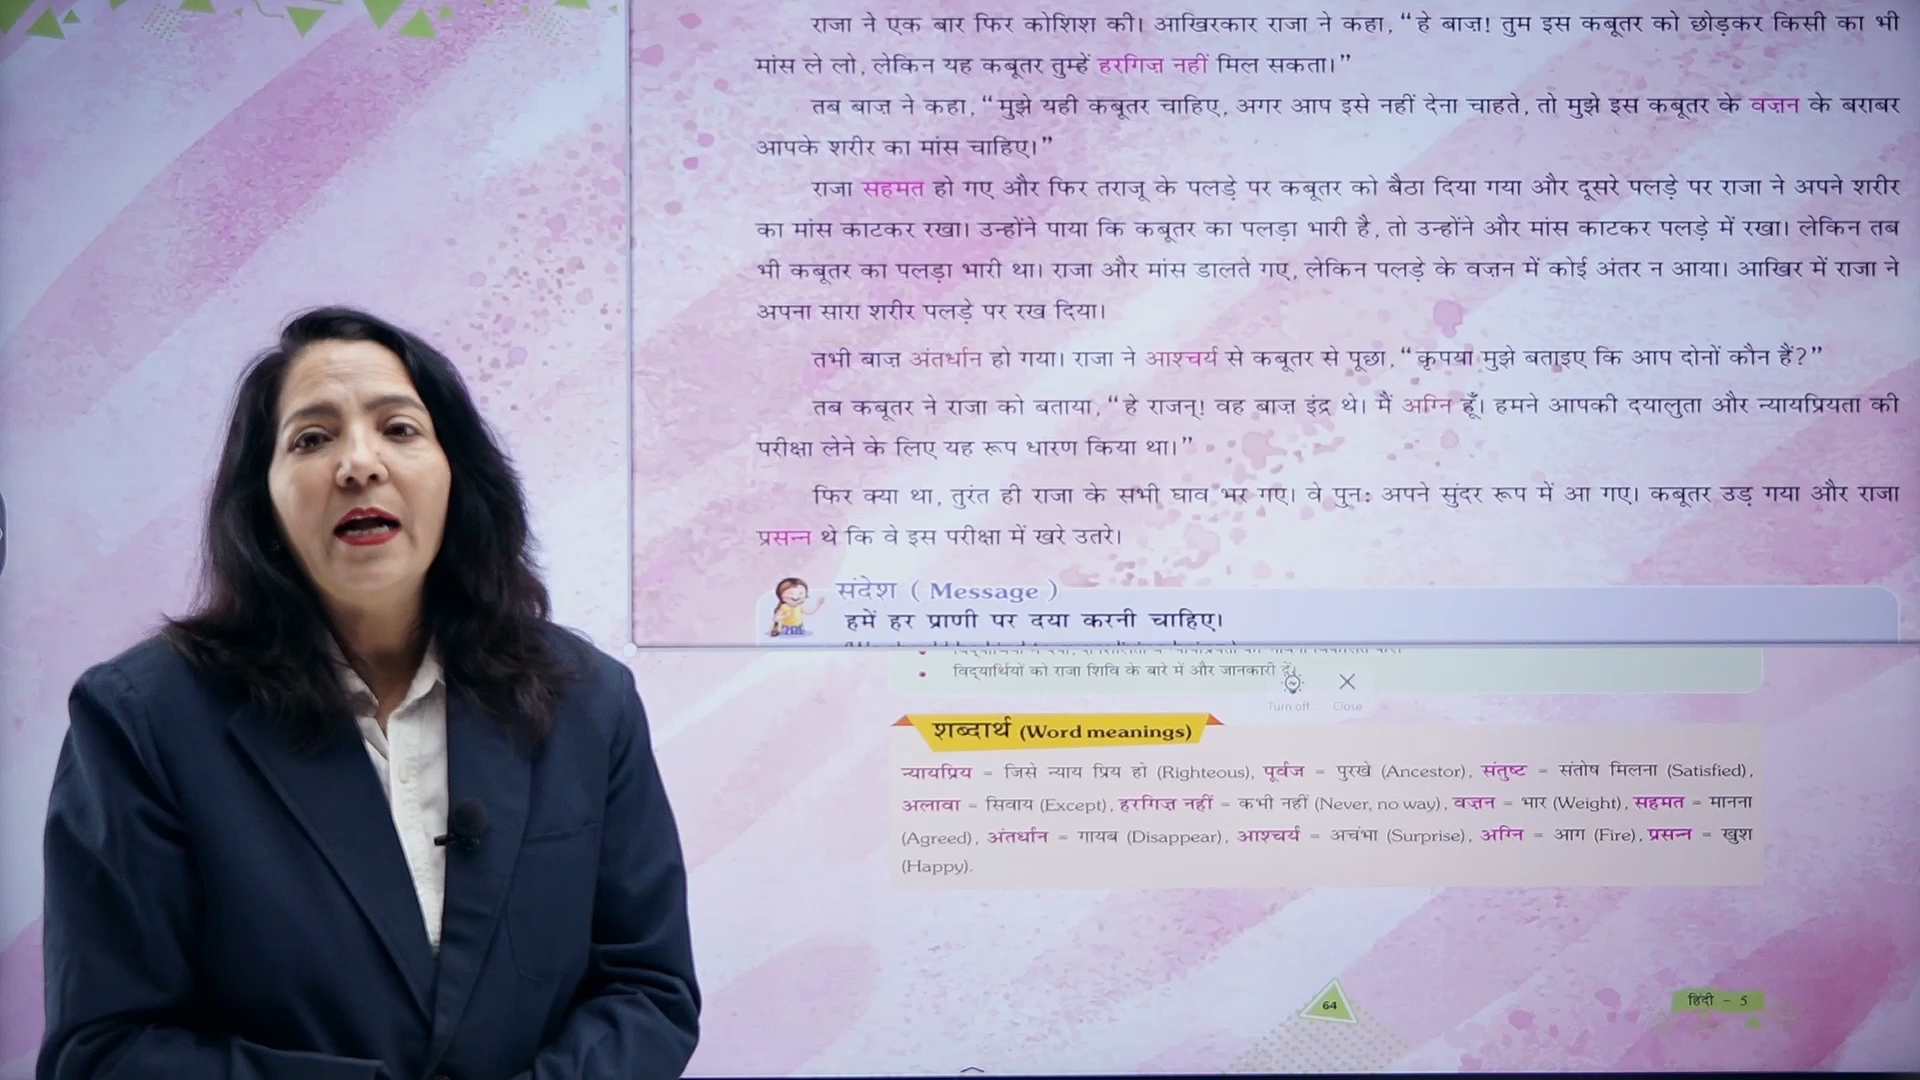 राजा ने एक बार फिर कोशिश की। आखिरकार राजा ने कहा, “हे बाज़! तुम इस कबूतर को छोड़कर किसी का भी
मांस ले लो, लेकिन यह कबूतर तुम्हें हरगिज़ नहीं मिल सकता।”
तब बाज़ ने कहा, “मुझे यही कबूतर चाहिए, अगर आप इसे नहीं देना चाहते, तो मुझे इस कबूतर के वज़न के बराबर
आपके शरीर का मांस चाहिए।”
राजा सहमत हो गए और फिर तराजू के पलड़े पर कबूतर को बैठा दिया गया और दूसरे पलड़े पर राजा ने अपने शरीर
का मांस काटकर रखा। उन्होंने पाया कि कबूतर का पलड़ा भारी है, तो उन्होंने और मांस काटकर पलड़े में रखा। लेकिन तब
भी कबूतर का पलड़ा भारी था। राजा और मांस डालते गए, लेकिन पलड़े के वज़न में कोई अंतर न आया। आखिर में राजा ने
अपना सारा शरीर पलड़े पर रख दिया।
तभी बाज़ अंतर्धान हो गया। राजा ने आश्चर्य से कबूतर से पूछा, “कृपया मुझे बताइए कि आप दोनों कौन हैं?”
तब कबूतर ने राजा को बताया, “हे राजन्! वह बाज़ इंद्र थे। मैं अग्नि हूँ। हमने आपकी दयालुता और न्यायप्रियता की
परीक्षा लेने के लिए यह रूप धारण किया था।”
फिर क्या था, तुरंत ही राजा के सभी घाव भर गए। वे पुन: अपने सुंदर रूप में आ गए। कबूतर उड़ गया और राजा
प्रसन्न थे कि वे इस परीक्षा में खरे उतरे।
संदेश ( Message )
हमें हर प्राणी पर दया करनी चाहिए।
• विद्यार्थियों को राजा शिवि के बारे में और जानकारी दें।
Turn off Close
शब्दार्थ (Word meanings)
न्यायप्रिय = जिसे न्याय प्रिय हो (Righteous), पूर्वज = पुरखे (Ancestor), संतुष्ट = संतोष मिलना (Satisfied),
अलावा = सिवाय (Except), हरगिज़ नहीं = कभी नहीं (Never, no way), वज़न = भार (Weight), सहमत = मानना
(Agreed), अंतर्धान = गायब (Disappear), आश्चर्य = अचंभा (Surprise), अग्नि = आग (Fire), प्रसन्न = खुश
(Happy).
64
हिंदी - 5